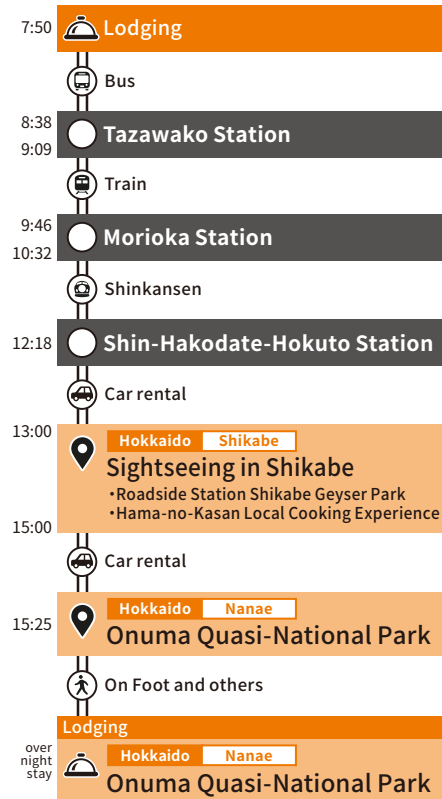 7:50 Lodging
Bus
8:38
Tazawako Station
9:09
Train
9:46
Morioka Station
10:32
Shinkansen
12:18 Shin-Hakodate-Hokuto Station
Car rental
13:00
Hokkaido Shikabe
Sightseeing in Shikabe
・Roadside Station Shikabe Geyser Park
・Hama-no-Kasan Local Cooking Experience
15:00
Car rental
Hokkaido Nanae
15:25
Onuma Quasi-National Park
On Foot and others
Lodging
over
night
stay
Hokkaido Nanae
Onuma Quasi-National Park